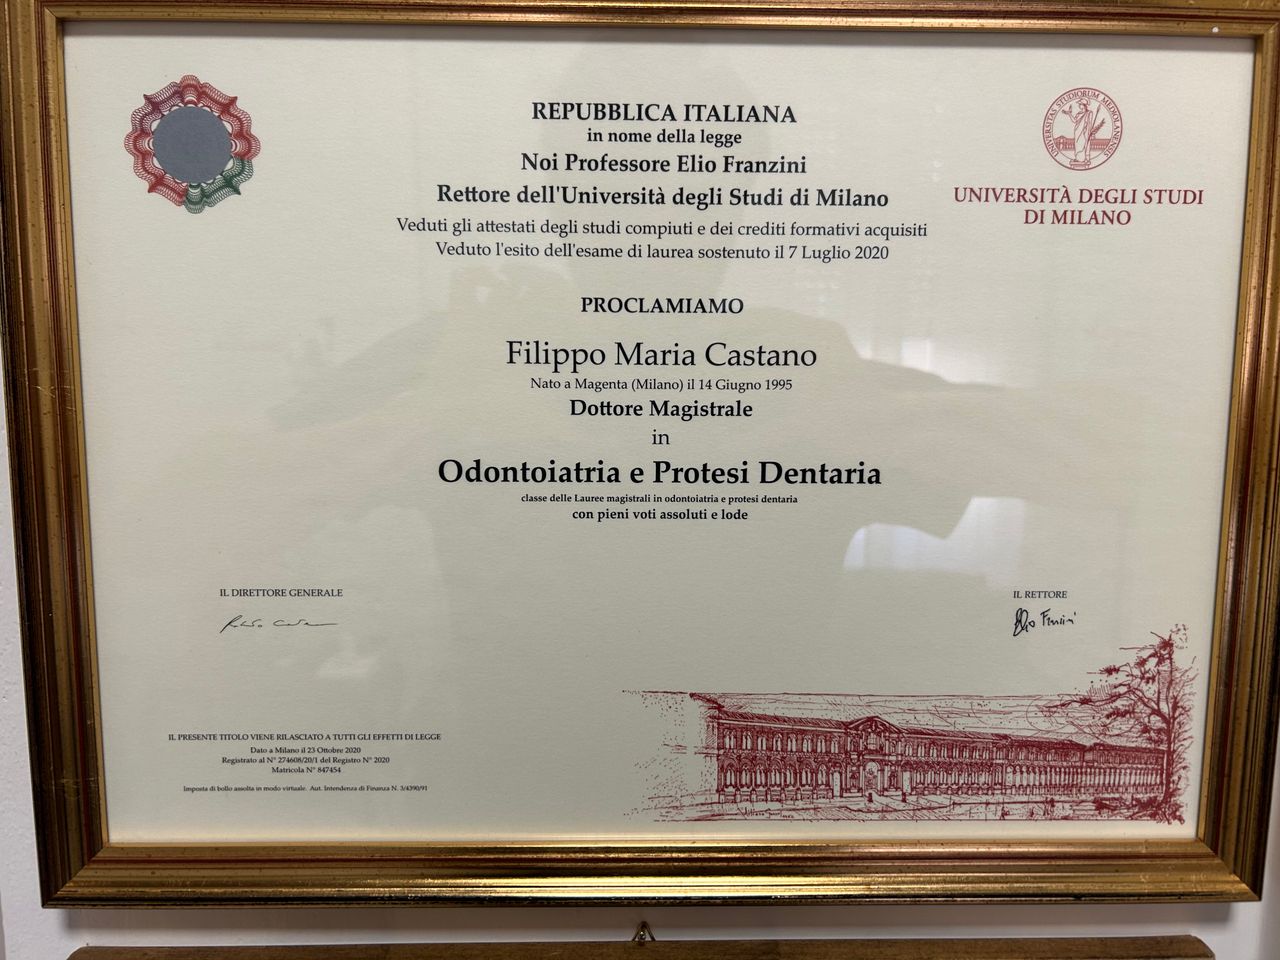 REPUBBLICA ITALIANA
in nome della legge
Noi Professore Elio Franzini
Rettore dell'Università degli Studi di Milano
Veduti gli attestati degli studi compiuti e dei crediti formativi acquisiti
Veduto l'esito dell'esame di laurea sostenuto il 7 Luglio 2020
UNIVERSITAS STUDIORUM MEDIOLANENSIS
UNIVERSITÀ DEGLI STUDI
DI MILANO
PROCLAMIAMO
Filippo Maria Castano
Nato a Magenta (Milano) il 14 Giugno 1995
Dottore Magistrale
in
Odontoiatria e Protesi Dentaria
classe delle Lauree magistrali in odontoiatria e protesi dentaria
con pieni voti assoluti e lode
IL DIRETTORE GENERALE
IL RETTORE
Elio Franzini
IL PRESENTE TITOLO VIENE RILASCIATO A TUTTI GLI EFFETTI DI LEGGE
Dato a Milano il 23 Ottobre 2020
Registrato al N° 274608/20/1 del Registro N° 2020
Matricola N° 847454
Imposta di bollo assolta in modo virtuale. Aut. Intendenza di Finanza N. 3/4390/91